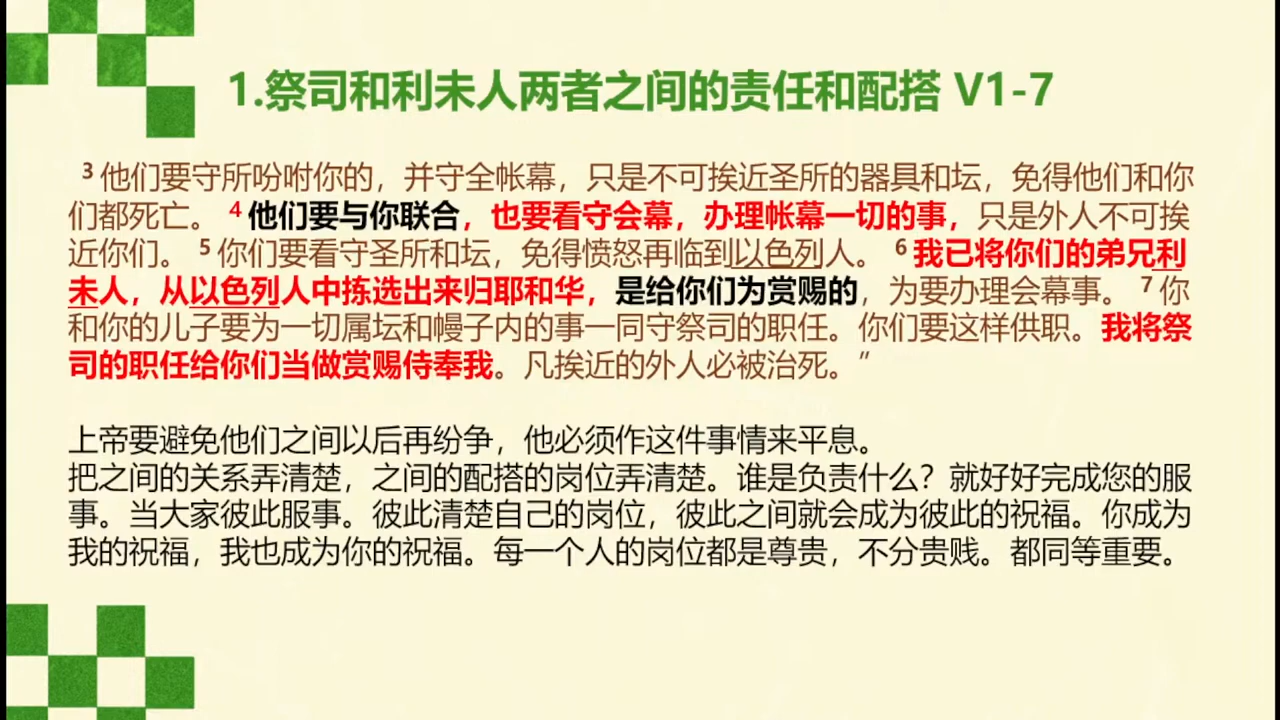 1.祭司和利未人两者之间的责任和配搭 V1-7
3 他们要守所吩咐你的，并守全帐幕，只是不可挨近圣所的器具和坛，免得他们和你
们都死亡。 4 他们要与你联合，也要看守会幕，办理帐幕一切的事，只是外人不可挨
近你们。 5 你们要看守圣所和坛，免得愤怒再临到以色列人。 6 我已将你们的弟兄利
未人，从以色列人中拣选出来归耶和华，是给你们为赏赐的，为要办理会幕事。 7 你
和你的儿子要为一切属坛和幔子内的事一同守祭司的职任。你们要这样供职。我将祭
司的职任给你们当做赏赐侍奉我。凡挨近的外人必被治死。”
上帝要避免他们之间以后再纷争，他必须作这件事情来平息。
把之间的关系弄清楚，之间的配搭的岗位弄清楚。谁是负责什么？就好好完成您的服
事。当大家彼此服事。彼此清楚自己的岗位，彼此之间就会成为彼此的祝福。你成为
我的祝福，我也成为你的祝福。每一个人的岗位都是尊贵，不分贵贱。都同等重要。